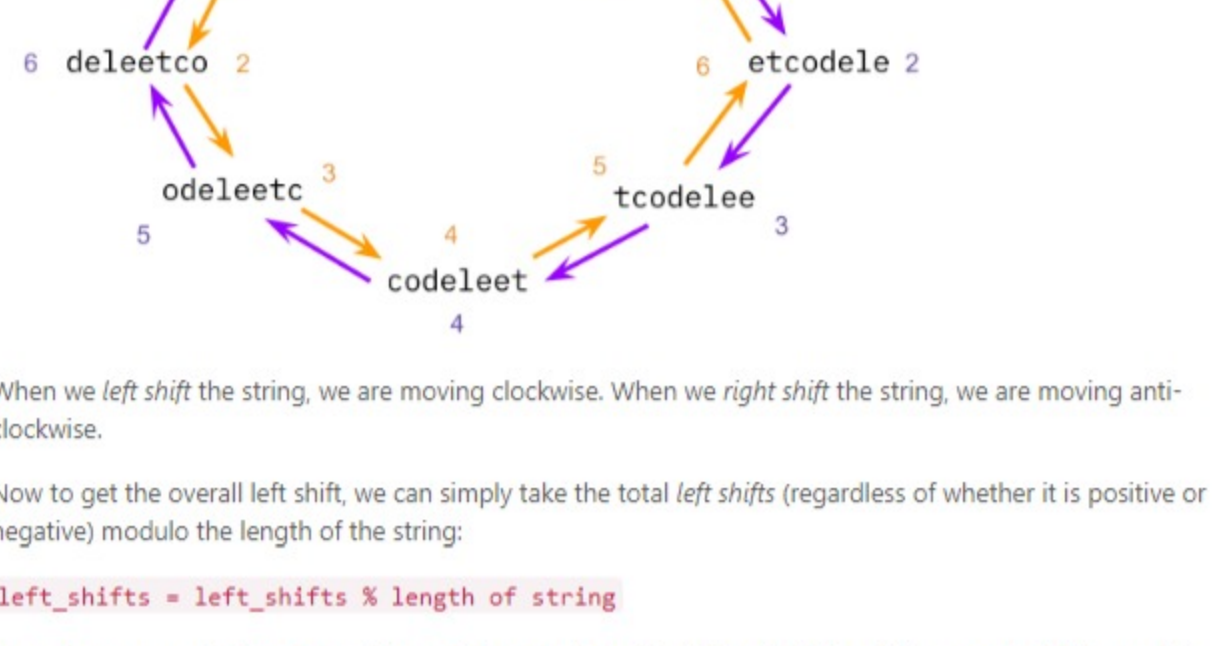 6 deleetco 2
6 etcodele 2
odeleetc 3
5 tcodelee
5
3
4
codeleet
4
When we left shift the string, we are moving clockwise. When we right shift the string, we are moving anti-
clockwise.
Now to get the overall left shift, we can simply take the total left shifts (regardless of whether it is positive or
negative) modulo the length of the string:
left_shifts = left_shifts % length of string